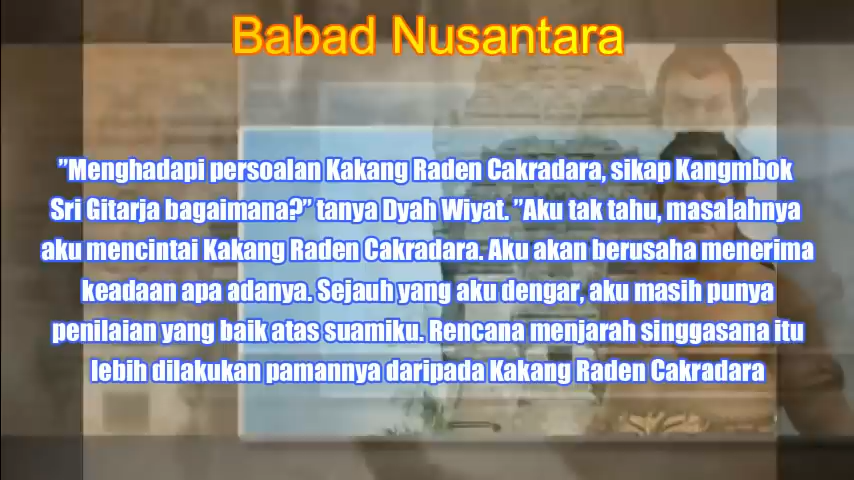 Babad Nusantara
”Menghadapi persoalan Kakang Raden Cakradara, sikap Kangmbok
Sri Gitarja bagaimana?” tanya Dyah Wiyat. ”Aku tak tahu, masalahnya
aku mencintai Kakang Raden Cakradara. Aku akan berusaha menerima
keadaan apa adanya. Sejauh yang aku dengar, aku masih punya
penilaian yang baik atas suamiku. Rencana menjarah singgasana itu
lebih dilakukan pamannya daripada Kakang Raden Cakradara